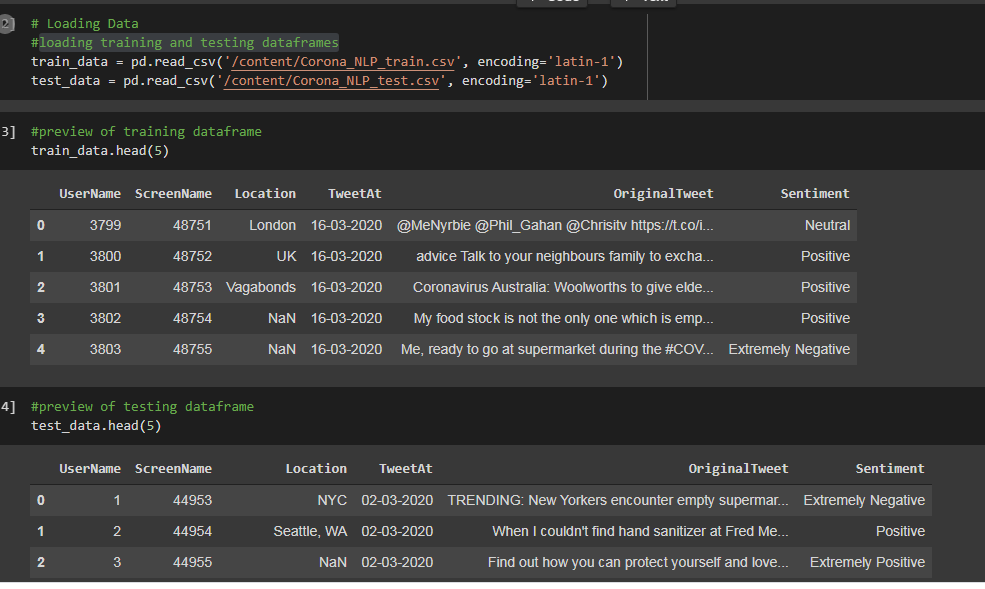 2]
# Loading Data
#loading training and testing dataframes
train_data = pd.read_csv('/content/Corona_NLP_train.csv', encoding='latin-1')
test_data = pd.read_csv('/content/Corona_NLP_test.csv', encoding='latin-1')
3] #preview of training dataframe
train_data.head(5)
UserName ScreenName Location TweetAt OriginalTweet Sentiment
0 3799 48751 London 16-03-2020 @MeNyrbie @Phil_Gahan @Chrisitv https://t.co/i... Neutral
1 3800 48752 UK 16-03-2020 advice Talk to your neighbours family to excha... Positive
2 3801 48753 Vagabonds 16-03-2020 Coronavirus Australia: Woolworths to give elde... Positive
3 3802 48754 NaN 16-03-2020 My food stock is not the only one which is emp... Positive
4 3803 48755 NaN 16-03-2020 Me, ready to go at supermarket during the #COV... Extremely Negative
4] #preview of testing dataframe
test_data.head(5)
UserName ScreenName Location TweetAt OriginalTweet Sentiment
0 1 44953 NYC 02-03-2020 TRENDING: New Yorkers encounter empty supermar... Extremely Negative
1 2 44954 Seattle, WA 02-03-2020 When I couldn't find hand sanitizer at Fred Me... Positive
2 3 44955 NaN 02-03-2020 Find out how you can protect yourself and love... Extremely Positive